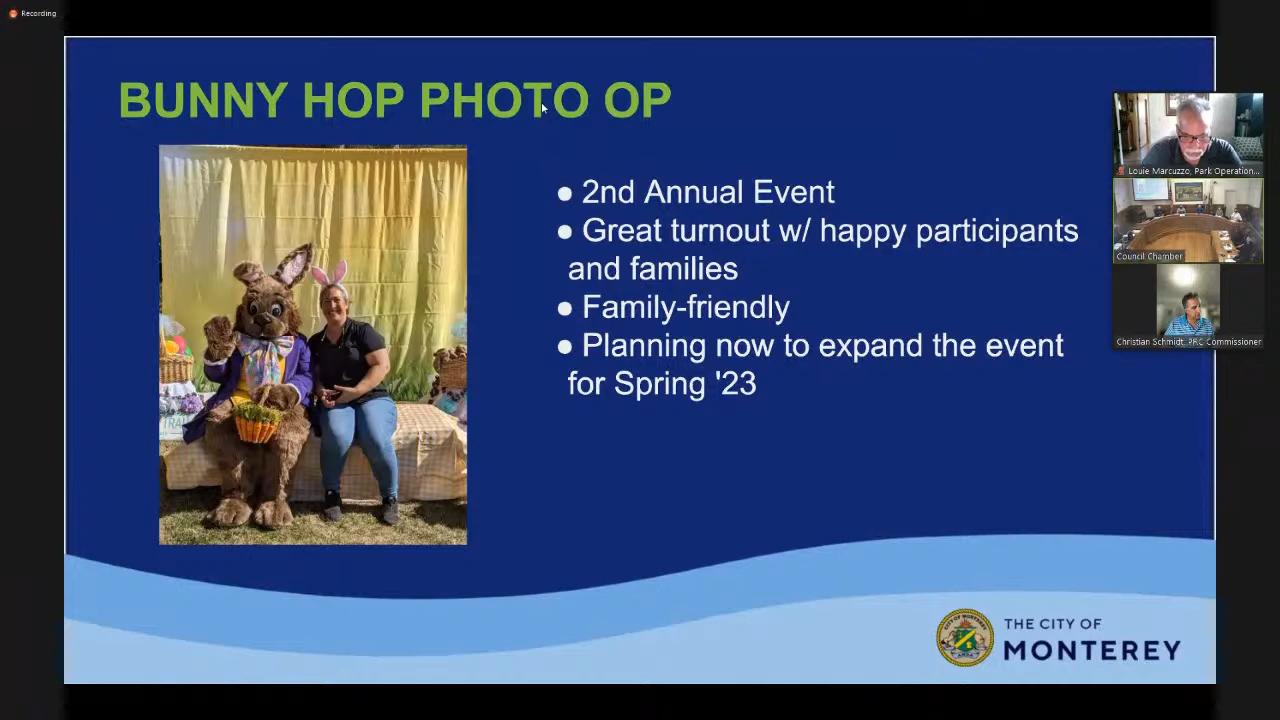 Recording
BUNNY HOP PHOTO OP
● 2nd Annual Event
● Great turnout w/ happy participants
and families
● Family-friendly
● Planning now to expand the event
for Spring '23
Louie Marcuzzo, Park Operation...
Council Chamber
Christian Schmidt: PRC Commissioner
THE CITY OF
MONTEREY